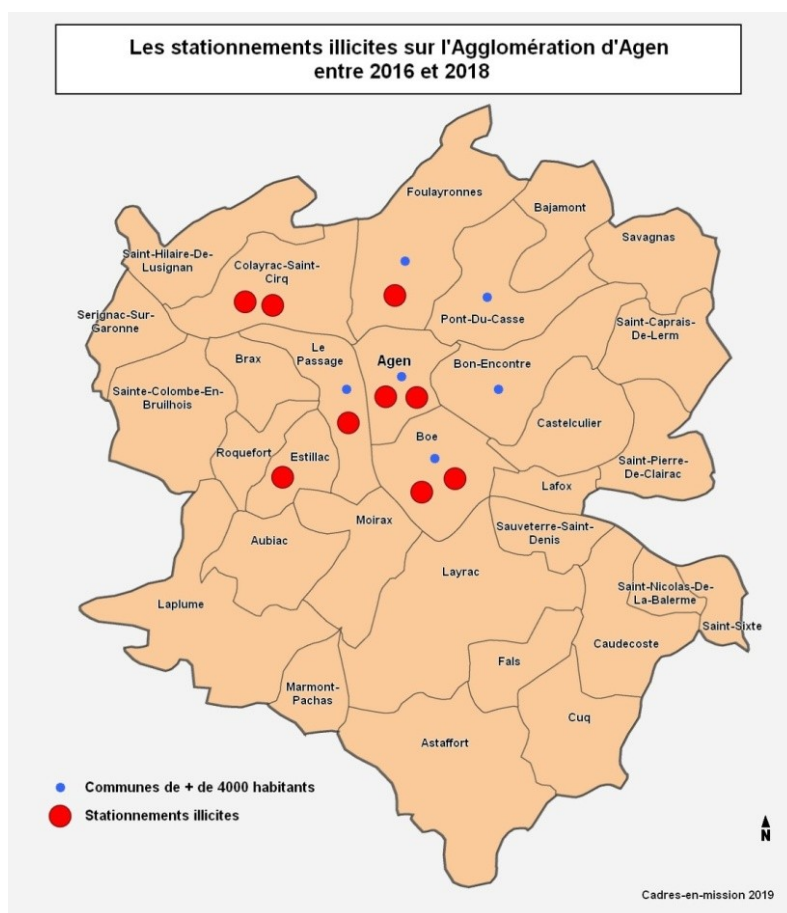 Les stationnements illicites sur l'Agglomération d'Agen
entre 2016 et 2018
Foulayronnes
Bajamont
Savagnas
Saint-Hilaire-De-
Lusignan
Colayrac-Saint-
Cirq
Serignac-Sur-
Garonne
Pont-Du-Casse
Saint-Caprais-
De-Lerm
Brax
Le
Passage
Agen
Bon-Encontre
Sainte-Colombe-En-
Bruilhois
Castelculier
Roquefort
Estillac
Boe
Saint-Pierre-
De-Clairac
Lafox
Moirax
Sauveterre-Saint-
Denis
Aubiac
Layrac
Saint-Nicolas-De-
La-Balerme
Laplume
Saint-Sixte
Caudecoste
Fals
Marmont-
Pachas
Cuq
Astaffort
Communes de + de 4000 habitants
Stationnements illicites
N
Cadres-en-mission 2019